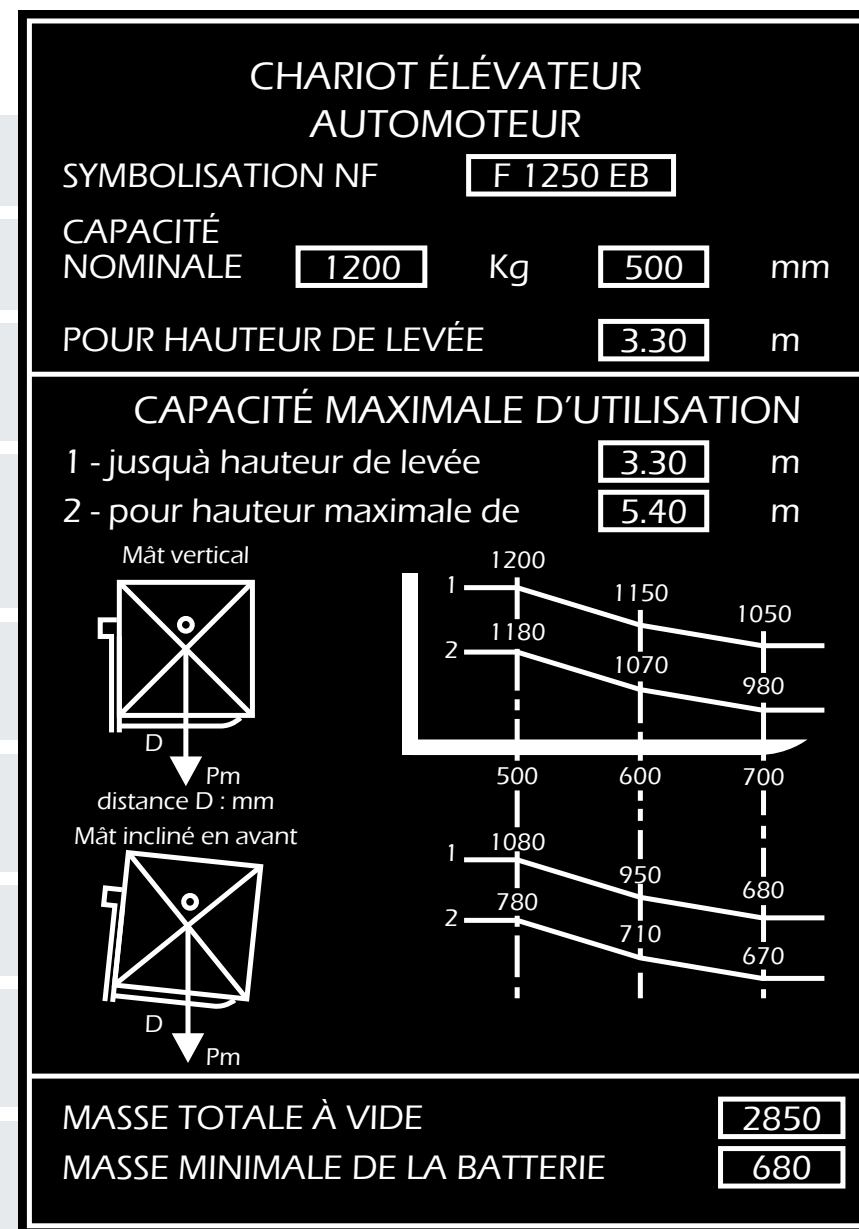 CHARIOT ÉLÉVATEUR
AUTOMOTEUR
SYMBOLISATION NF F 1250 EB
CAPACITÉ
NOMINALE 1200 Kg 500 mm
POUR HAUTEUR DE LEVÉE 3.30 m
CAPACITÉ MAXIMALE D'UTILISATION
1 - jusquà hauteur de levée 3.30 m
2 - pour hauteur maximale de 5.40 m
Mât vertical
D
Pm
distance D : mm
1200
1 1150
1050
1180
2 1070
980
500 600 700
Mât incliné en avant
D
Pm
1080
1 950
680
780
2 710
670
MASSE TOTALE À VIDE 2850
MASSE MINIMALE DE LA BATTERIE 680